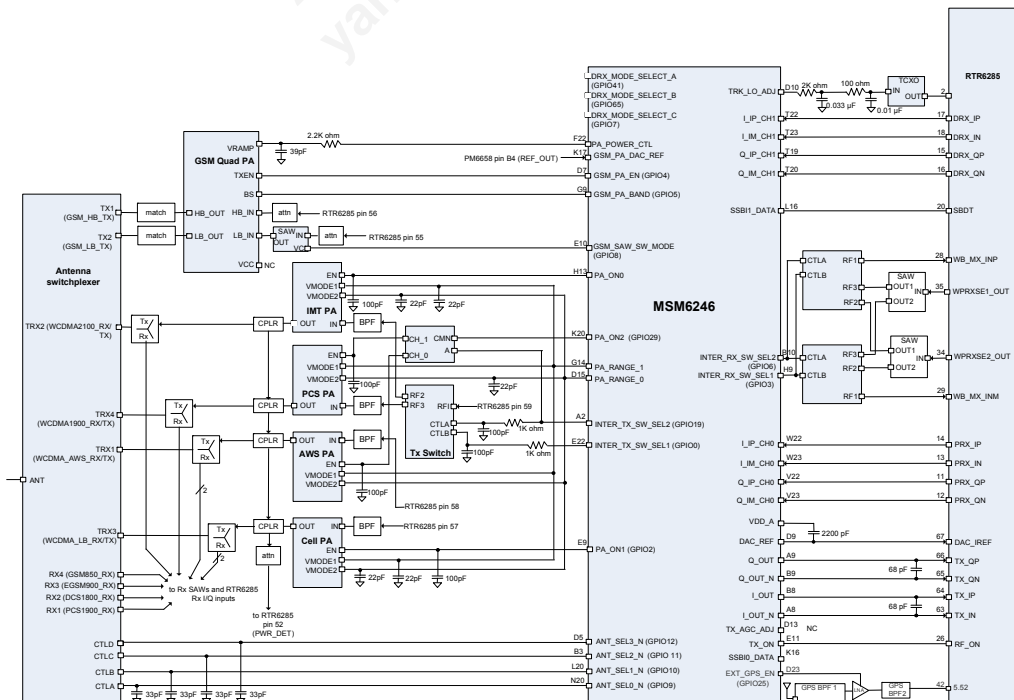 yan
RTR6285
DRX_MODE_SELECT_A
(GPIO41)
DRX_MODE_SELECT_B
(GPIO65)
DRX_MODE_SELECT_C
(GPIO7)
TRK_LO_ADJ
D10
2K ohm
100 ohm
0.033 µF
0.01 µF
TCXO
IN
OUT
2
I_IP_CH1
T22
17
DRX_IP
I_IM_CH1
T23
18
DRX_IN
Q_IP_CH1
T19
15
DRX_QP
Q_IM_CH1
T20
16
DRX_QN
SSBI1_DATA
L16
20
SBDT
VRAMP
39pF
2.2K ohm
F22
PA_POWER_CTL
GSM Quad PA
PM6658 pin B4 (REF_OUT)
K17
GSM_PA_DAC_REF
TXEN
D7
GSM_PA_EN (GPIO4)
BS
G9
GSM_PA_BAND (GPIO5)
TX1
(GSM_HB_TX)
match
HB_OUT
HB_IN
attn
RTR6285 pin 56
TX2
(GSM_LB_TX)
match
LB_OUT
LB_IN
SAW
IN
OUT
VC
attn
RTR6285 pin 55
E10
GSM_SAW_SW_MODE
(GPIO8)
VCC
NC
Antenna
switchplexer
MSM6246
EN
VMODE1
VMODE2
IMT PA
OUT
IN
100pF
22pF
22pF
H13
PA_ON0
TRX2 (WCDMA2100_RX/
TX)
Tx
Rx
CPLR
BPF
CH_1
CMN
CH_0
A
K20
PA_ON2 (GPIO29)
EN
VMODE1
VMODE2
PCS PA
OUT
IN
100pF
22pF
G14
PA_RANGE_1
D15
PA_RANGE_0
CPLR
BPF
RF2
RF3
RFI
RTR6285 pin 59
CTLA
CTLB
Tx Switch
100pF
1K ohm
100pF
1K ohm
A2
INTER_TX_SW_SEL2 (GPIO19)
E22
INTER_TX_SW_SEL1 (GPIO0)
TRX4
(WCDMA1900_RX/TX)
Tx
Rx
TRX1
(WCDMA_AWS_RX/TX)
Tx
Rx
2
CPLR
OUT
IN
AWS PA
EN
VMODE1
VMODE2
BPF
100pF
RTR6285 pin 58
ANT
TRX3
(WCDMA_LB_RX/TX)
Tx
Rx
2
CPLR
attn
OUT
IN
Cell PA
EN
VMODE1
VMODE2
BPF
RTR6285 pin 57
22pF
22pF
100pF
E9
PA_ON1 (GPIO2)
RX4 (GSM850_RX)
RX3 (EGSM900_RX)
RX2 (DCS1800_RX)
RX1 (PCS1900_RX)
to Rx SAWs and RTR6285
Rx I/Q inputs
to RTR6285
pin 52
(PWR_DET)
CTLD
D5
ANT_SEL3_N (GPIO12)
CTLC
B3
ANT_SEL2_N (GPIO 11)
CTLB
L20
ANT_SEL1_N (GPIO10)
CTLA
N20
ANT_SEL0_N (GPIO9)
33pF
33pF
33pF
33pF
CTLA
CTLB
RF1
RF3
RF2
28
WB_MX_INP
SAW
OUT1
OUT2
IN
35
WPRXSE1_OUT
INTER_RX_SW_SEL2
(GPIO6)
B10
INTER_RX_SW_SEL1
(GPIO3)
H9
CTLA
CTLB
RF3
RF2
RF1
SAW
OUT1
OUT2
IN
34
WPRXSE2_OUT
29
WB_MX_INM
I_IP_CH0
W22
14
PRX_IP
I_IM_CH0
W23
13
PRX_IN
Q_IP_CH0
V22
11
PRX_QP
Q_IM_CH0
V23
12
PRX_QN
VDD_A
2200 pF
DAC_REF
D9
67
DAC_IREF
Q_OUT
A9
66
TX_QP
68 pF
Q_OUT_N
B9
65
TX_QN
I_OUT
B8
64
TX_IP
68 pF
I_OUT_N
A8
63
TX_IN
TX_AGC_ADJ
D13
NC
TX_ON
E11
26
RF_ON
SSBI0_DATA
K16
EXT_GPS_EN
(GPIO25)
D23
GPS BPF 1
LNA
GPS
BPF2
42
5.52